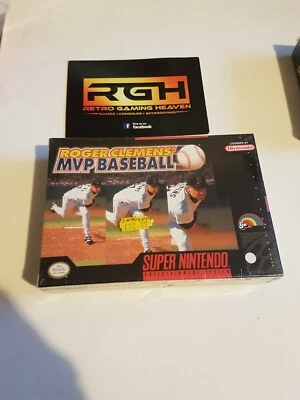 RGH
RETRO GAMING HEAVEN
GAMES • CONSOLES • ACCESSORIES
Find us on
facebook
LICENSED BY
Nintendo
ROGER CLEMENS'
MVP BASEBALL
SUPER NINTENDO
ENTERTAINMENT SYSTEM